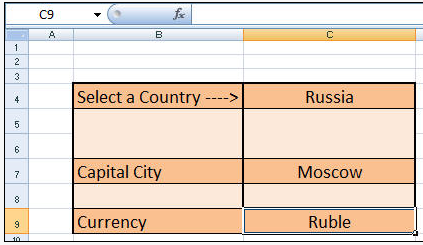 C9 fx
A B C
1
2
3
4 Select a Country ----> Russia
5
6
7 Capital City Moscow
8
9 Currency Ruble
10